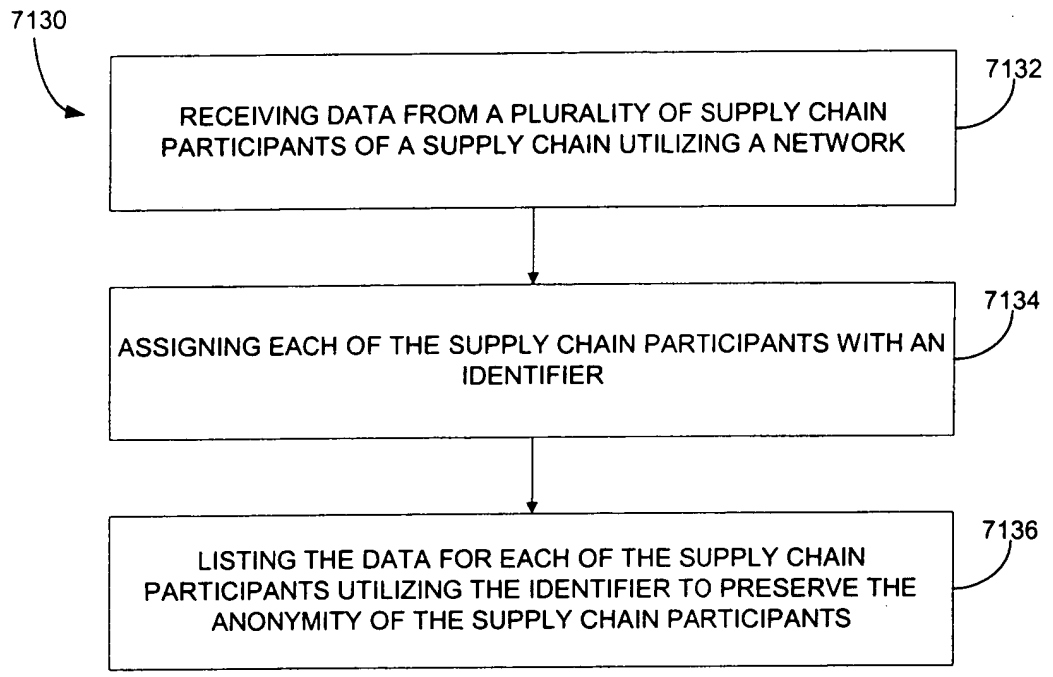 7130
7132
RECEIVING DATA FROM A PLURALITY OF SUPPLY CHAIN
PARTICIPANTS OF A SUPPLY CHAIN UTILIZING A NETWORK
7134
ASSIGNING EACH OF THE SUPPLY CHAIN PARTICIPANTS WITH AN
IDENTIFIER
7136
LISTING THE DATA FOR EACH OF THE SUPPLY CHAIN
PARTICIPANTS UTILIZING THE IDENTIFIER TO PRESERVE THE
ANONYMITY OF THE SUPPLY CHAIN PARTICIPANTS